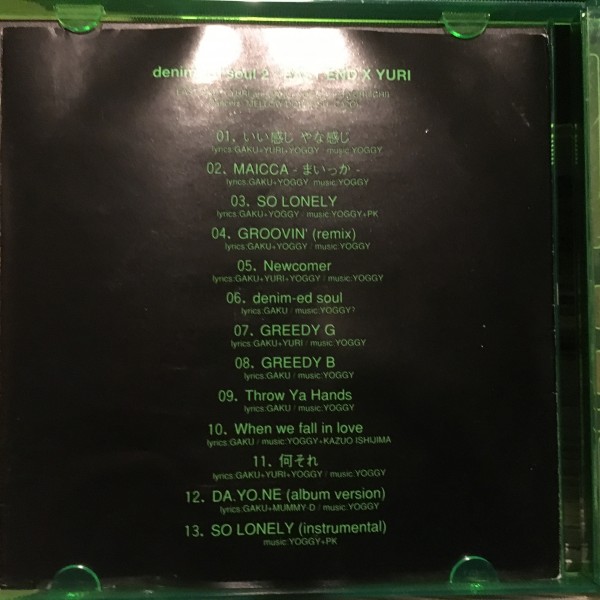 denim-ed soul 2 EAST END X YURI
01. いい感じ やな感じ
lyrics:GAKU+YURI+YOGGY music:YOGGY
02. MAICCA - まいっか -
lyrics:GAKU+YOGGY music:YOGGY
03. SO LONELY
lyrics:GAKU+YOGGY / music:YOGGY+PK
04. GROOVIN' (remix)
lyrics:GAKU+YOGGY / music:YOGGY
05. Newcomer
lyrics:GAKU+YURI+YOGGY / music:YOGGY
06. denim-ed soul
lyrics:GAKU / music:YOGGY?
07. GREEDY G
lyrics:GAKU+YURI / music:YOGGY
08. GREEDY B
lyrics:GAKU / music:YOGGY
09. Throw Ya Hands
lyrics:GAKU / music:YOGGY
10. When we fall in love
lyrics:GAKU / music:YOGGY+KAZUO ISHIJIMA
11. 何それ
lyrics:GAKU+YURI+YOGGY / music:YOGGY
12. DA.YO.NE (album version)
lyrics:GAKU+MUMMY-D / music:YOGGY
13. SO LONELY (instrumental)
music:YOGGY+PK